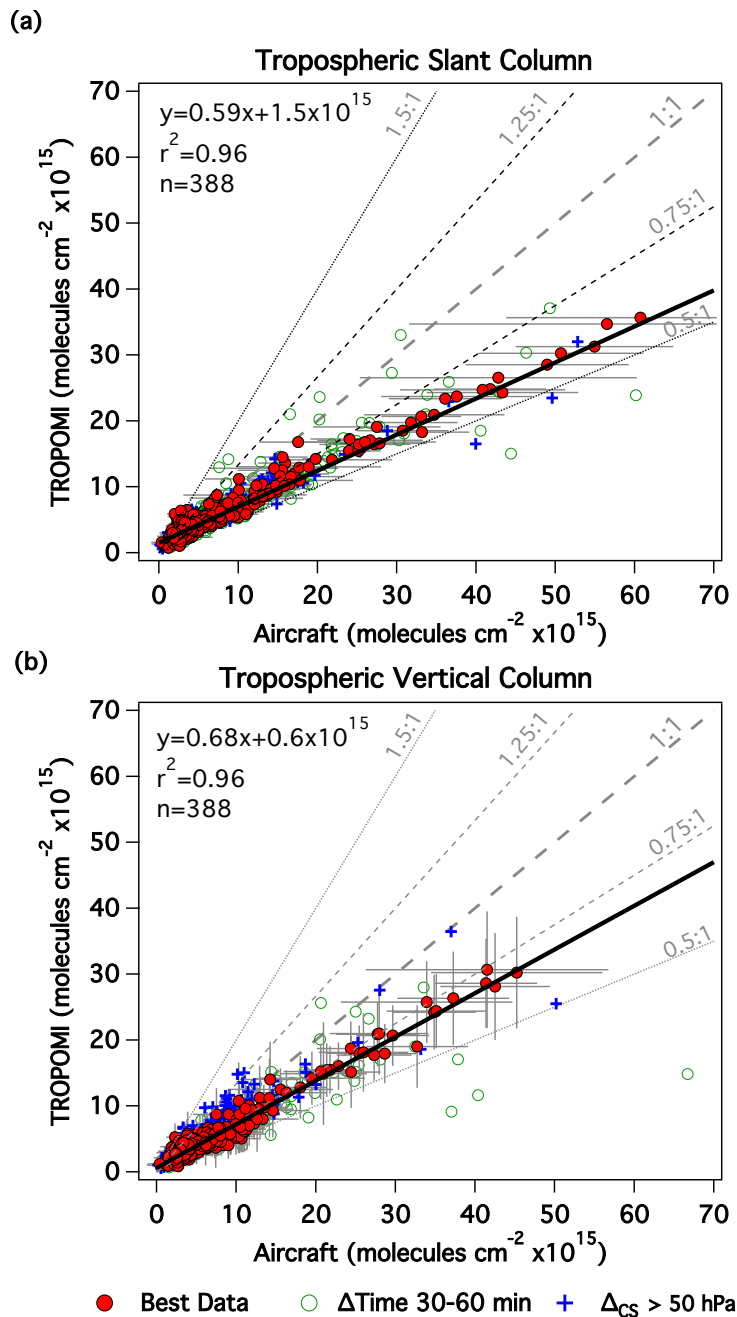 (a)
Tropospheric Slant Column
y=0.59x+1.5x10^15
r^2=0.96
n=388
1.5:1
1.25:1
1:1
0.75:1
0.5:1
TROPOMI (molecules cm^-2 x10^15)
70
60
50
40
30
20
10
0
0 10 20 30 40 50 60 70
Aircraft (molecules cm^-2 x10^15)
(b)
Tropospheric Vertical Column
y=0.68x+0.6x10^15
r^2=0.96
n=388
1.5:1
1.25:1
1:1
0.75:1
0.5:1
TROPOMI (molecules cm^-2 x10^15)
70
60
50
40
30
20
10
0
0 10 20 30 40 50 60 70
Aircraft (molecules cm^-2 x10^15)
Best Data ΔTime 30-60 min Δ_CS > 50 hPa